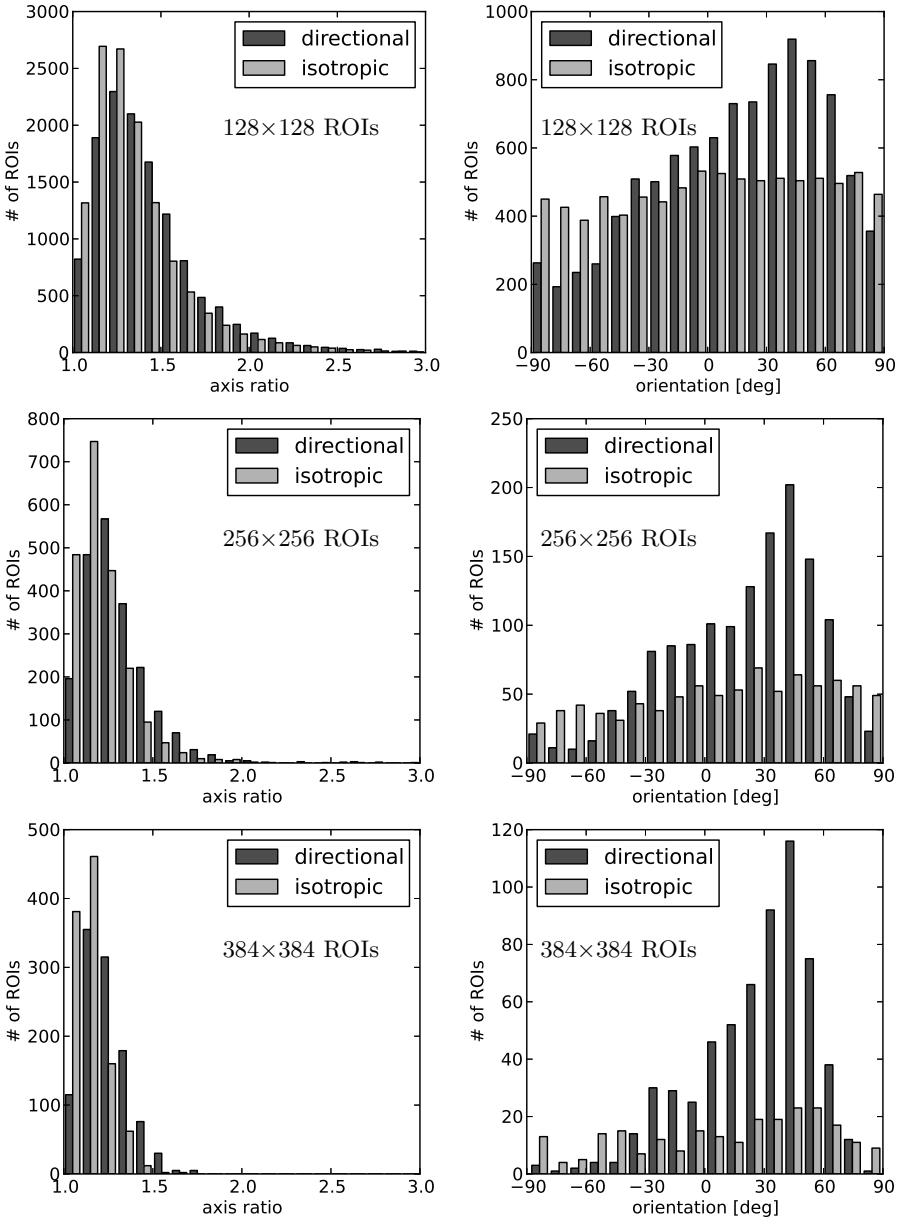 3000
2500
2000
1500
1000
500
0
# of ROIs
directional
isotropic
128×128 ROIs
1.0 1.5 2.0 2.5 3.0
axis ratio
1000
800
600
400
200
0
# of ROIs
directional
isotropic
128×128 ROIs
−90 −60 −30 0 30 60 90
orientation [deg]
800
700
600
500
400
300
200
100
0
# of ROIs
directional
isotropic
256×256 ROIs
1.0 1.5 2.0 2.5 3.0
axis ratio
250
200
150
100
50
0
# of ROIs
directional
isotropic
256×256 ROIs
−90 −60 −30 0 30 60 90
orientation [deg]
500
400
300
200
100
0
# of ROIs
directional
isotropic
384×384 ROIs
1.0 1.5 2.0 2.5 3.0
axis ratio
120
100
80
60
40
20
0
# of ROIs
directional
isotropic
384×384 ROIs
−90 −60 −30 0 30 60 90
orientation [deg]